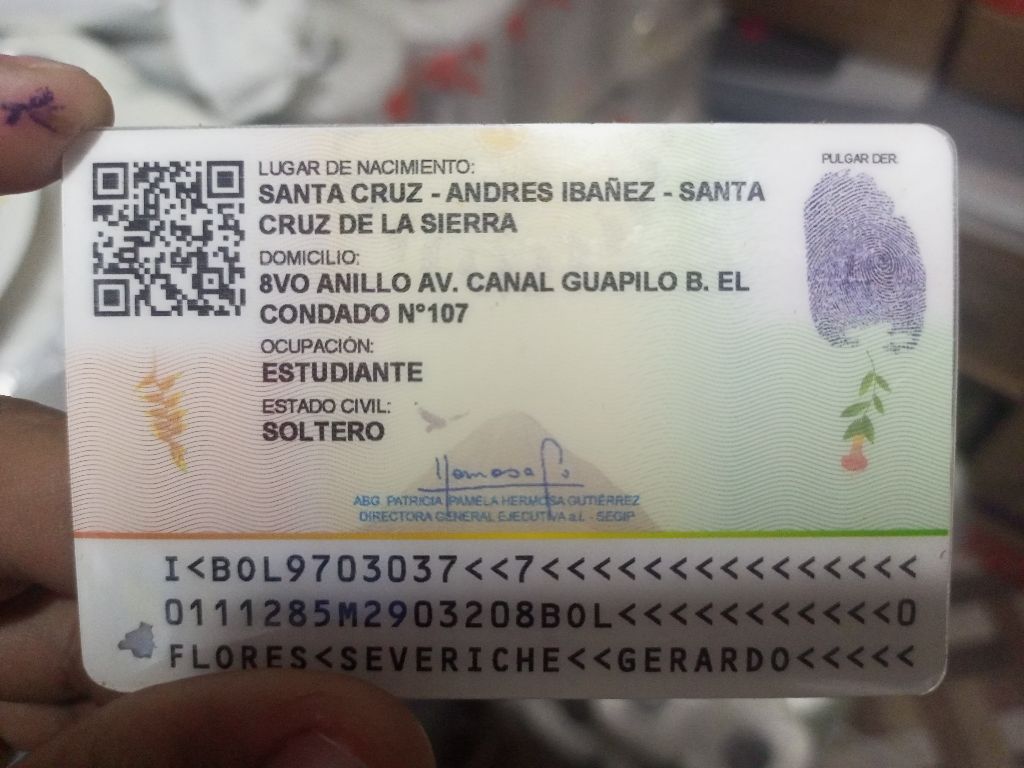 LUGAR DE NACIMIENTO:
SANTA CRUZ - ANDRES IBAÑEZ - SANTA
CRUZ DE LA SIERRA
DOMICILIO:
8VO ANILLO AV. CANAL GUAPILO B. EL
CONDADO N°107
OCUPACIÓN:
ESTUDIANTE
ESTADO CIVIL:
SOLTERO
PULGAR DER.
ABG. PATRICIA PAMELA HERMOSA GUTIÉRREZ
DIRECTORA GENERAL EJECUTIVA a.i. - SEGIP
I<BOL9703037<<7<<<<<<<<<<<<<<<
0111285M2903208BOL<<<<<<<<<<<0
FLORES<SEVERICHE<<GERARDO<<<<<